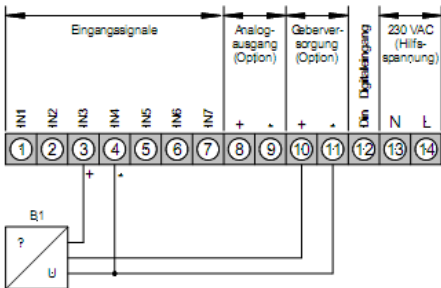 Eingangssignale
Analog-
ausgang
(Option)
Geberver-
sorgung
(Option)
Din Digitaleingang
230 VAC
(Hilfs-
spannung)
IN1 IN2 IN3 IN4 IN5 IN6 IN7 + - + - N L
1 2 3 4 5 6 7 8 9 10 11 12 13 14
+ -
B1
?
U